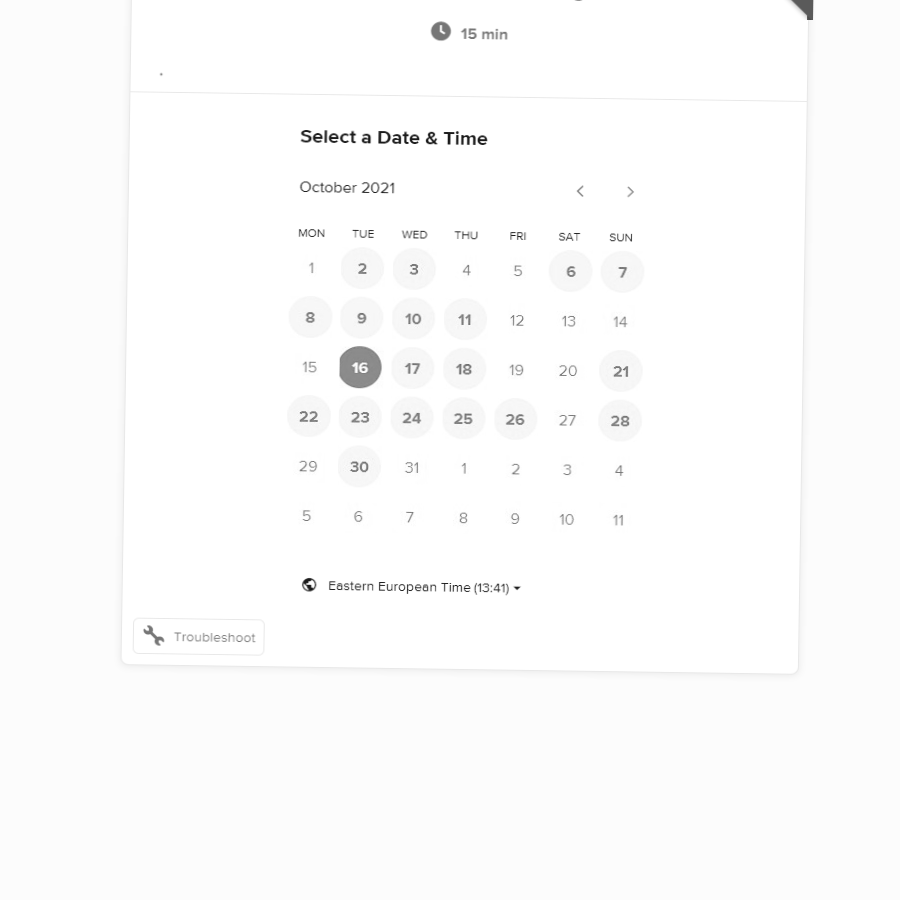 15 min
.
Select a Date & Time
October 2021
MON TUE WED THU FRI SAT SUN
1 2 3 4 5 6 7
8 9 10 11 12 13 14
15 16 17 18 19 20 21
22 23 24 25 26 27 28
29 30 31 1 2 3 4
5 6 7 8 9 10 11
Eastern European Time (13:41)
Troubleshoot